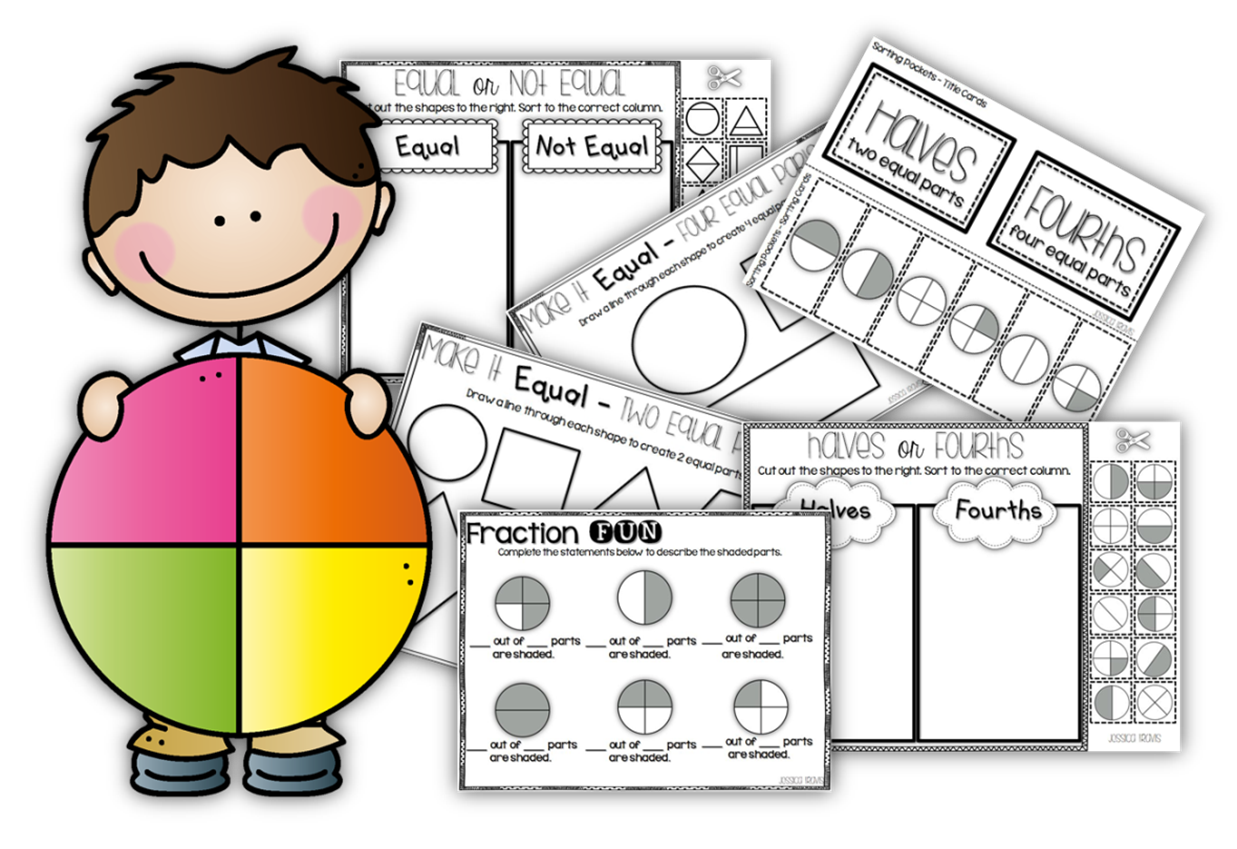 EQUAL or NOT EQUAL
out the shapes to the right. Sort to the correct column.
Equal
Not Equal
Sorting Pockets - Title Cards
HALVES
two equal parts
FOURTHS
four equal parts
Sorting Pockets - Sorting Cards
JESSICA TRAVIS
MAKE IT Equal - FOUR EQUAL PARTS
Draw a line through each shape to create 4 equal
JESSICA TRAVIS
MAKE IT Equal - TWO EQUAL
Draw a line through each shape to create 2 equal parts
HALVES or FOURTHS
Cut out the shapes to the right. Sort to the correct column.
Halves
Fourths
JESSICA TRAVIS
Fraction FUN
Complete the statements below to describe the shaded parts.
___ out of ___ parts are shaded.
___ out of ___ parts are shaded.
___ out of ___ parts are shaded.
___ out of ___ parts are shaded.
___ out of ___ parts are shaded.
___ out of ___ parts are shaded.
JESSICA TRAVIS